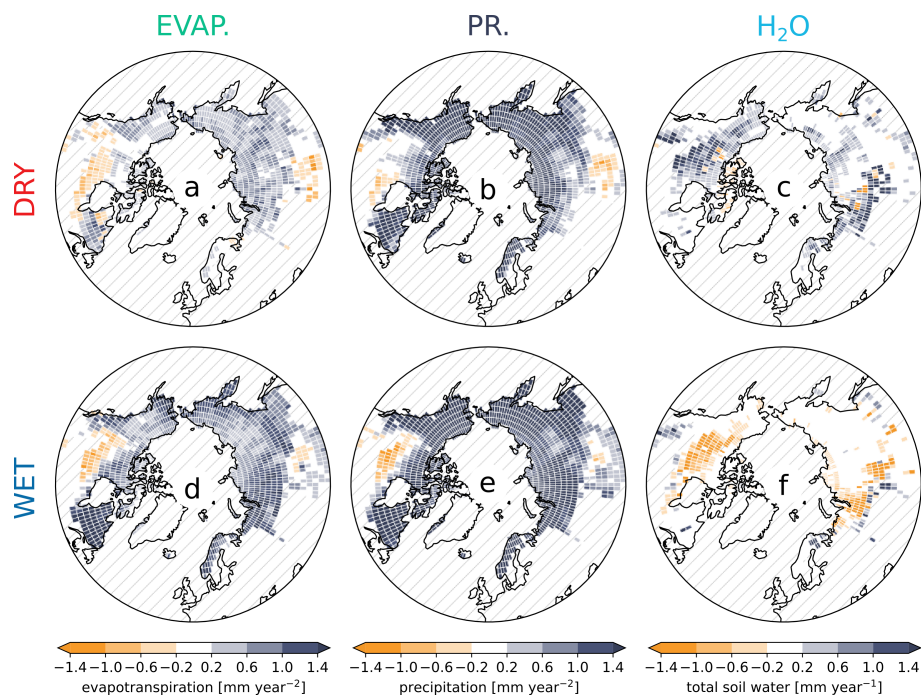 EVAP. PR. H₂O
DRY
a b c
WET
d e f
−1.4 −1.0 −0.6 −0.2 0.2 0.6 1.0 1.4 −1.4 −1.0 −0.6 −0.2 0.2 0.6 1.0 1.4 −1.4 −1.0 −0.6 −0.2 0.2 0.6 1.0 1.4
evapotranspiration [mm year⁻²] precipitation [mm year⁻²] total soil water [mm year⁻¹]